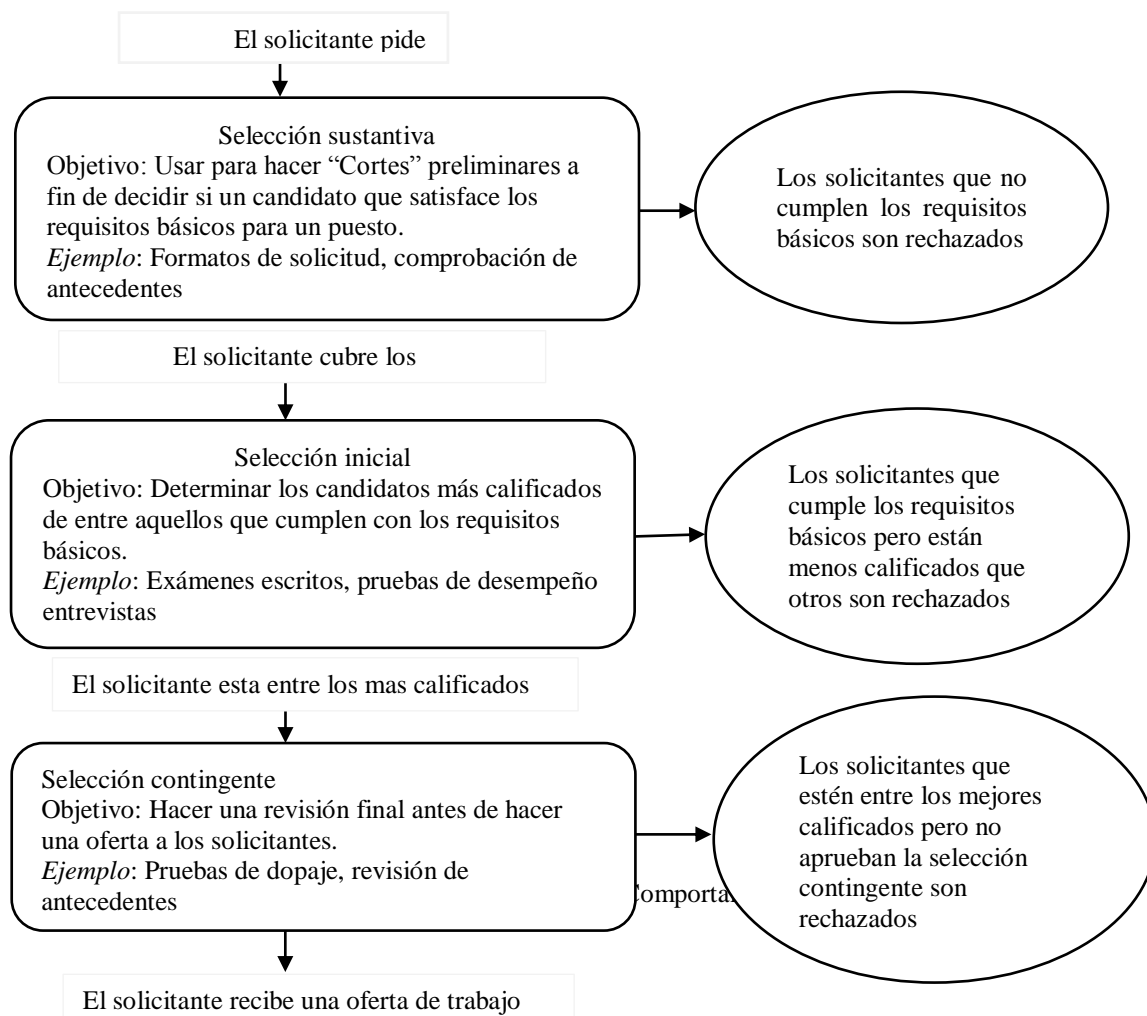 El solicitante pide
Selección sustantiva
Objetivo: Usar para hacer “Cortes” preliminares a
fin de decidir si un candidato que satisface los
requisitos básicos para un puesto.
Ejemplo: Formatos de solicitud, comprobación de
antecedentes
Los solicitantes que no
cumplen los requisitos
básicos son rechazados
El solicitante cubre los
Selección inicial
Objetivo: Determinar los candidatos más calificados
de entre aquellos que cumplen con los requisitos
básicos.
Ejemplo: Exámenes escritos, pruebas de desempeño
entrevistas
Los solicitantes que
cumple los requisitos
básicos pero están
menos calificados que
otros son rechazados
El solicitante esta entre los mas calificados
Selección contingente
Objetivo: Hacer una revisión final antes de hacer
una oferta a los solicitantes.
Ejemplo: Pruebas de dopaje, revisión de
antecedentes
Los solicitantes que
estén entre los mejores
calificados pero no
aprueban la selección
contingente son
rechazados
El solicitante recibe una oferta de trabajo